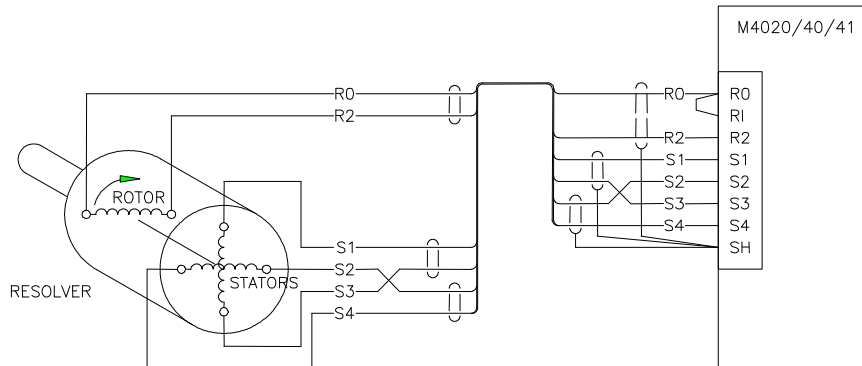 M4020/40/41
R0 R0 R0
R1
R2 R2 R2
S1 S1
S2 S2
ROTOR S3 S3
S4 S4
S1 SH
S2
STATORS
S3
RESOLVER
S4